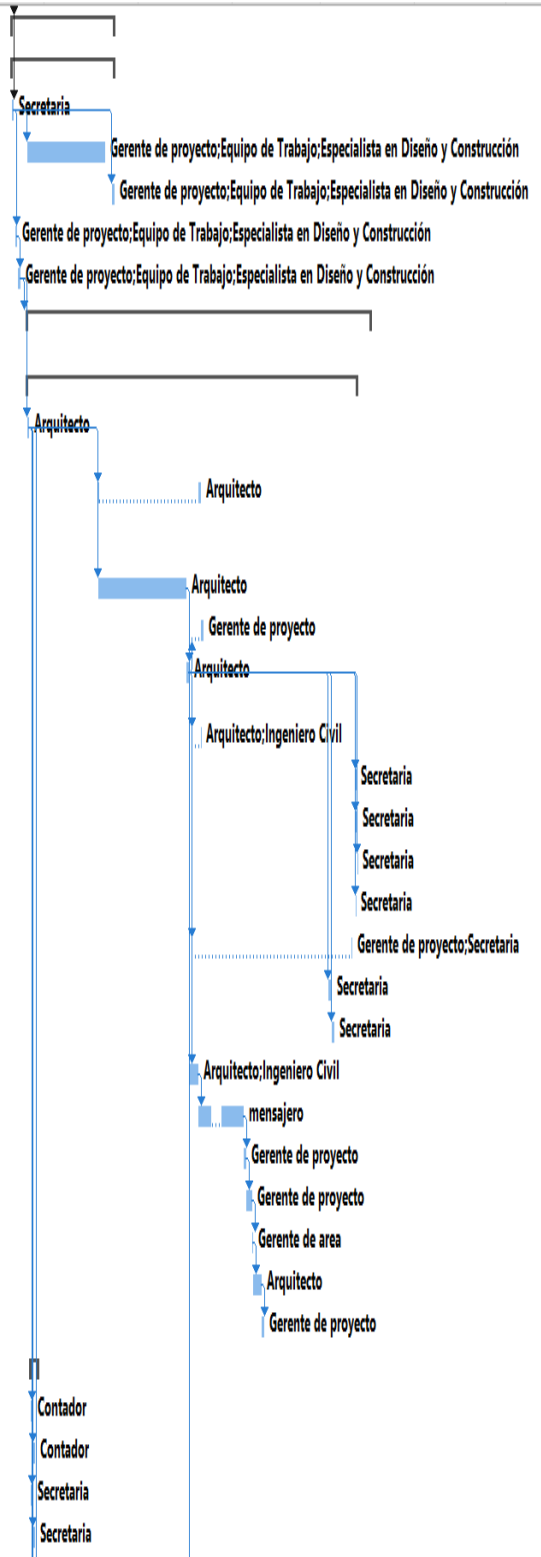 Secretaria
Gerente de proyecto;Equipo de Trabajo;Especialista en Diseño y Construcción
Gerente de proyecto;Equipo de Trabajo;Especialista en Diseño y Construcción
Gerente de proyecto;Equipo de Trabajo;Especialista en Diseño y Construcción
Gerente de proyecto;Equipo de Trabajo;Especialista en Diseño y Construcción
Arquitecto
Arquitecto
Arquitecto
Gerente de proyecto
Arquitecto
Arquitecto;Ingeniero Civil
Secretaria
Secretaria
Secretaria
Secretaria
Gerente de proyecto;Secretaria
Secretaria
Secretaria
Arquitecto;Ingeniero Civil
mensajero
Gerente de proyecto
Gerente de proyecto
Gerente de area
Arquitecto
Gerente de proyecto
Contador
Contador
Secretaria
Secretaria